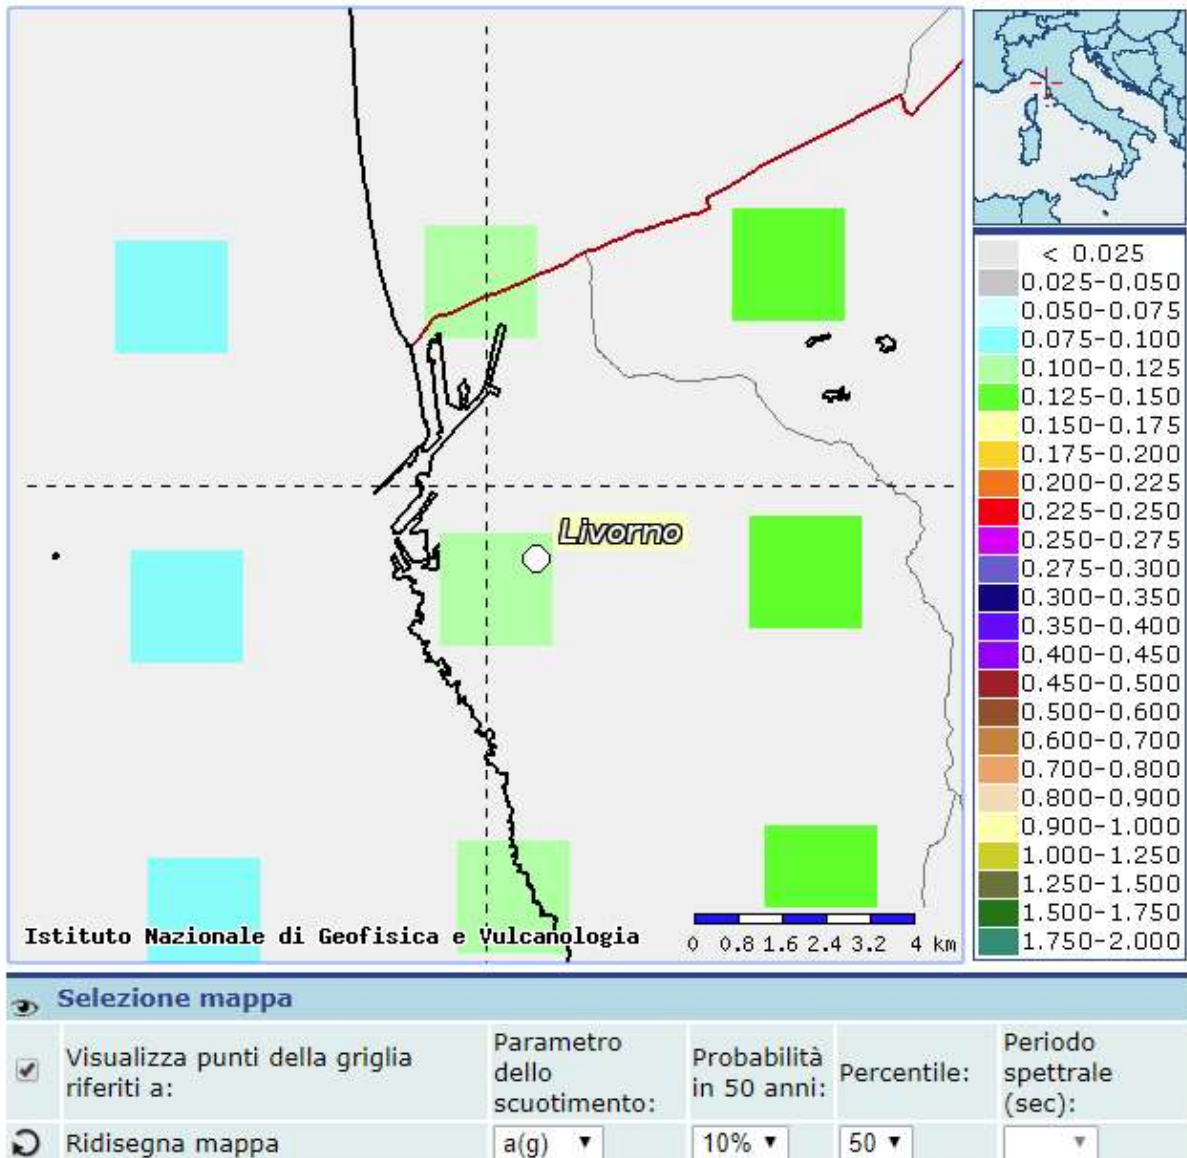 Livorno
Istituto Nazionale di Geofisica e Vulcanologia
0 0.8 1.6 2.4 3.2 4 km
< 0.025
0.025-0.050
0.050-0.075
0.075-0.100
0.100-0.125
0.125-0.150
0.150-0.175
0.175-0.200
0.200-0.225
0.225-0.250
0.250-0.275
0.275-0.300
0.300-0.350
0.350-0.400
0.400-0.450
0.450-0.500
0.500-0.600
0.600-0.700
0.700-0.800
0.800-0.900
0.900-1.000
1.000-1.250
1.250-1.500
1.500-1.750
1.750-2.000
Selezione mappa
Visualizza punti della griglia
riferiti a:
Parametro
dello
scuotimento:
Probabilità
in 50 anni:
Percentile:
Periodo
spettrale
(sec):
Ridisegna mappa
a(g)
10%
50